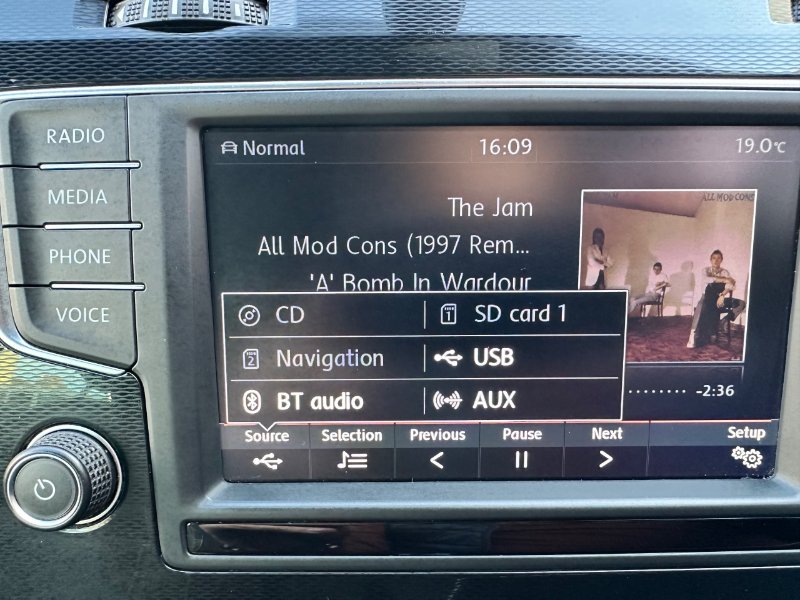 RADIO
MEDIA
PHONE
VOICE
Normal
16:09
19.0°C
The Jam
All Mod Cons (1997 Rem...
'A' Bomb In Wardour
ALL MOD CONS
CD
SD card 1
1
2
Navigation
USB
BT audio
AUX
-2:36
Source
Selection
Previous
Pause
Next
Setup